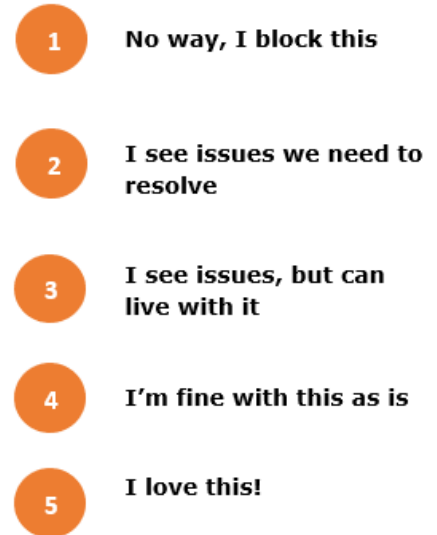 1 No way, I block this
2 I see issues we need to
resolve
3 I see issues, but can
live with it
4 I’m fine with this as is
5 I love this!